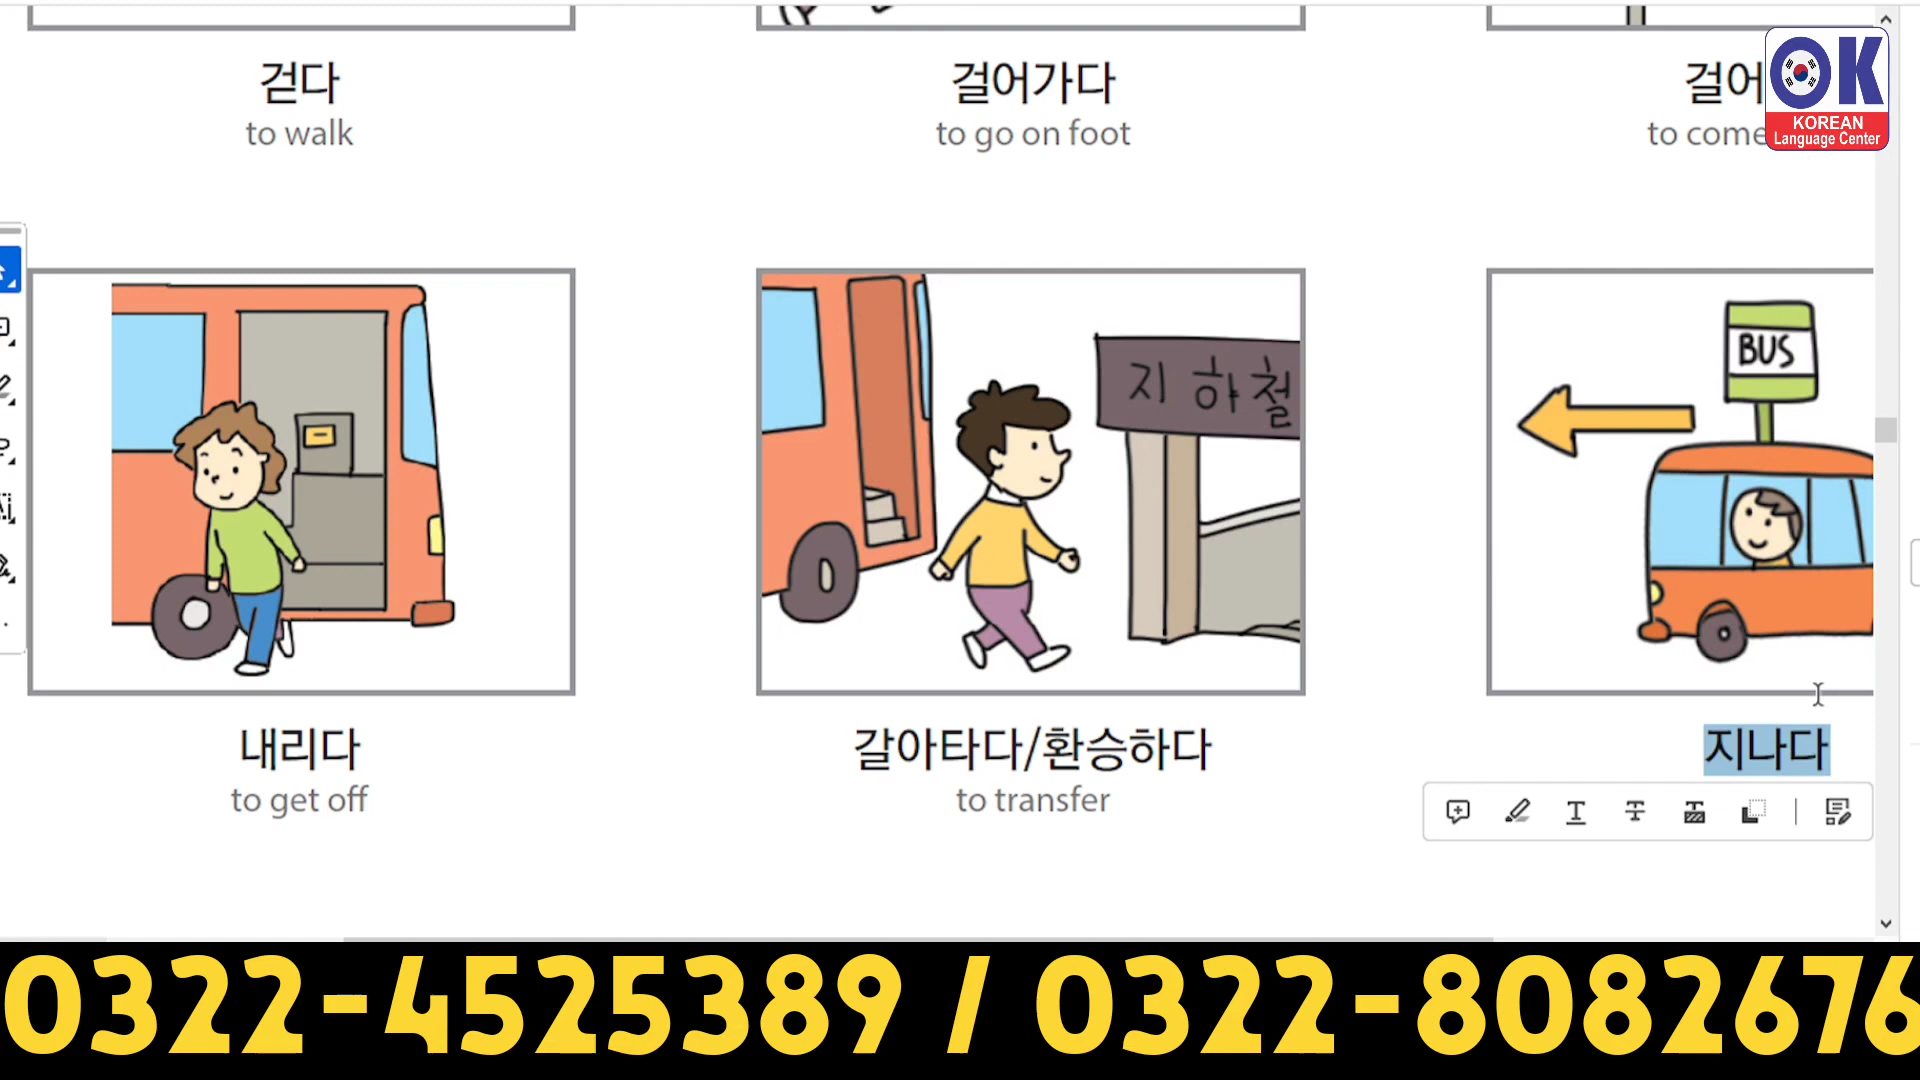 걷다
to walk
걸어가다
to go on foot
걸어
to come
OK
KOREAN
Language Center
지하철
BUS
내리다
to get off
갈아타다/환승하다
to transfer
지나다
0322-4525389 / 0322-8082676